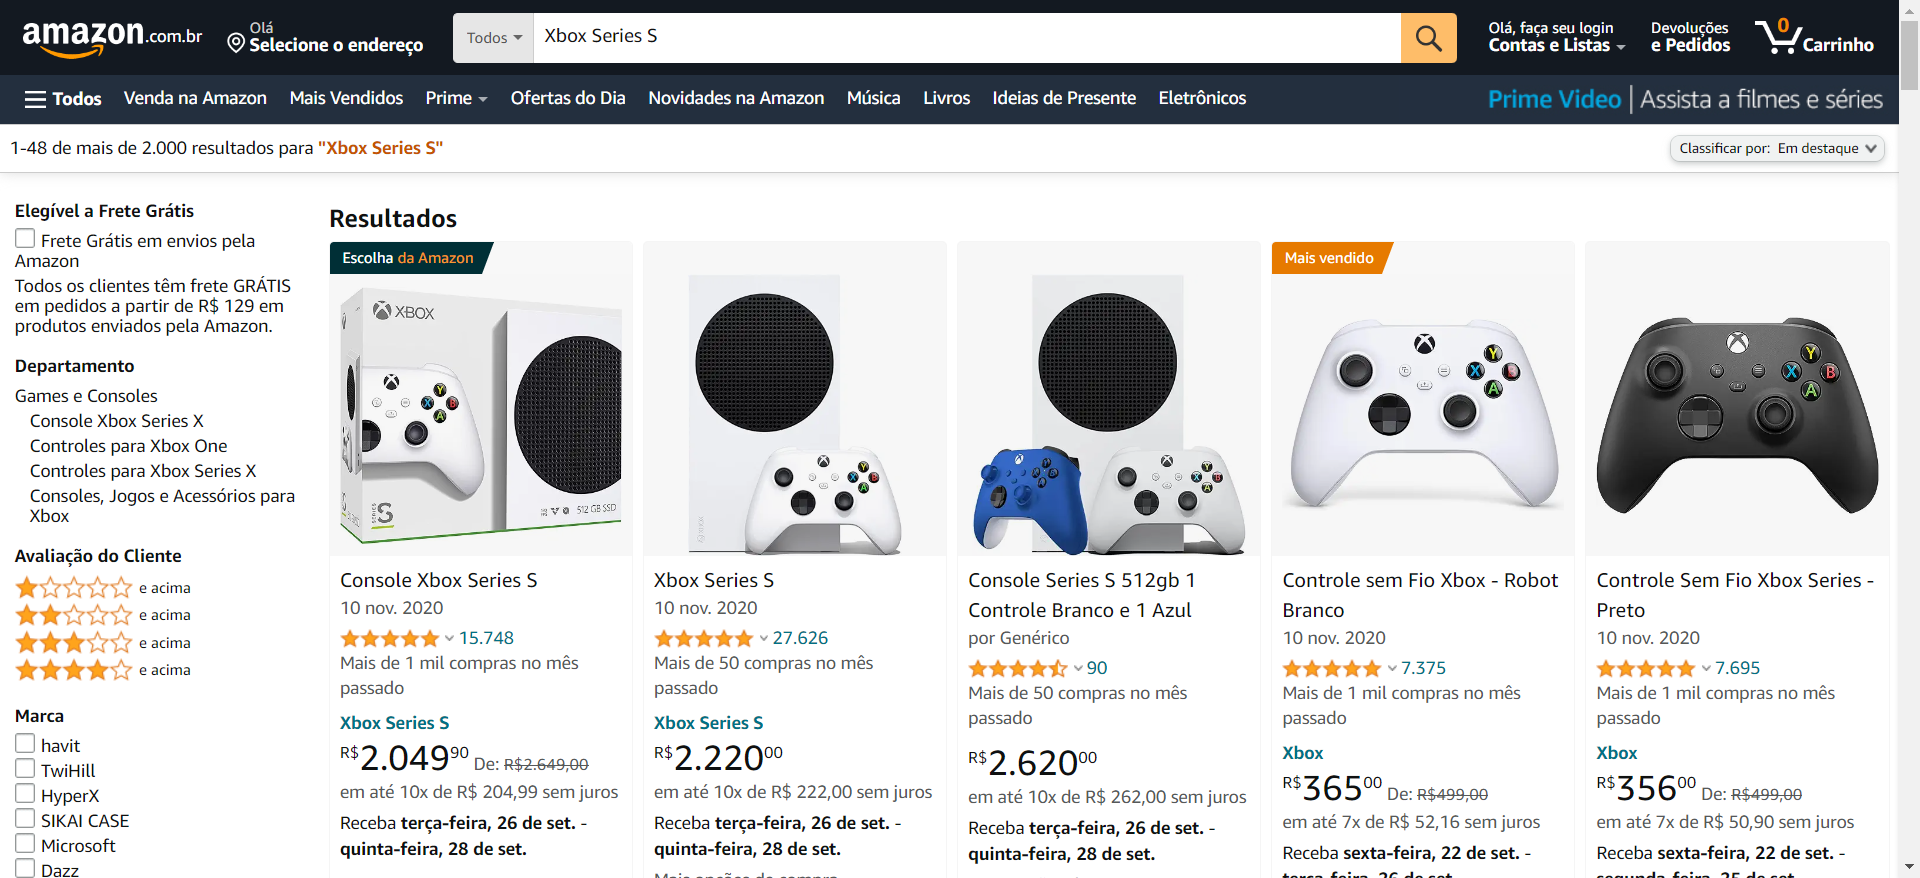 amazon.com.br
Olá
Selecione o endereço
Todos
Xbox Series S
Olá, faça seu login
Contas e Listas
Devoluções
e Pedidos
0
Carrinho
Todos
Venda na Amazon
Mais Vendidos
Prime
Ofertas do Dia
Novidades na Amazon
Música
Livros
Ideias de Presente
Eletrônicos
Prime Video | Assista a filmes e séries
1-48 de mais de 2.000 resultados para "Xbox Series S"
Classificar por: Em destaque
Elegível a Frete Grátis
Frete Grátis em envios pela
Amazon
Todos os clientes têm frete GRÁTIS
em pedidos a partir de R$ 129 em
produtos enviados pela Amazon.
Departamento
Games e Consoles
Console Xbox Series X
Controles para Xbox One
Controles para Xbox Series X
Consoles, Jogos e Acessórios para
Xbox
Avaliação do Cliente
e acima
e acima
e acima
e acima
Marca
havit
TwiHill
HyperX
SIKAI CASE
Microsoft
Dazz
Resultados
Escolha da Amazon
XBOX
Y
X
B
A
SERIES
S
512 GB SSD
Console Xbox Series S
10 nov. 2020
15.748
Mais de 1 mil compras no mês
passado
Xbox Series S
R$2.04990 De: R$2.649,00
em até 10x de R$ 204,99 sem juros
Receba terça-feira, 26 de set. -
quinta-feira, 28 de set.
Y
X
B
A
Xbox Series S
10 nov. 2020
27.626
Mais de 50 compras no mês
passado
Xbox Series S
R$2.22000
em até 10x de R$ 222,00 sem juros
Receba terça-feira, 26 de set. -
quinta-feira, 28 de set.
Mais opções de compra
Y
X
B
A
Console Series S 512gb 1
Controle Branco e 1 Azul
por Genérico
90
Mais de 50 compras no mês
passado
R$2.62000
em até 10x de R$ 262,00 sem juros
Receba terça-feira, 26 de set. -
quinta-feira, 28 de set.
Mais vendido
Y
X
B
A
Controle sem Fio Xbox - Robot
Branco
10 nov. 2020
7.375
Mais de 1 mil compras no mês
passado
Xbox
R$36500 De: R$499,00
em até 7x de R$ 52,16 sem juros
Receba sexta-feira, 22 de set. -
terça-feira, 26 de set.
Y
X
B
A
Controle Sem Fio Xbox Series -
Preto
10 nov. 2020
7.695
Mais de 1 mil compras no mês
passado
Xbox
R$35600 De: R$499,00
em até 7x de R$ 50,90 sem juros
Receba sexta-feira, 22 de set. -
segunda-feira, 25 de set.